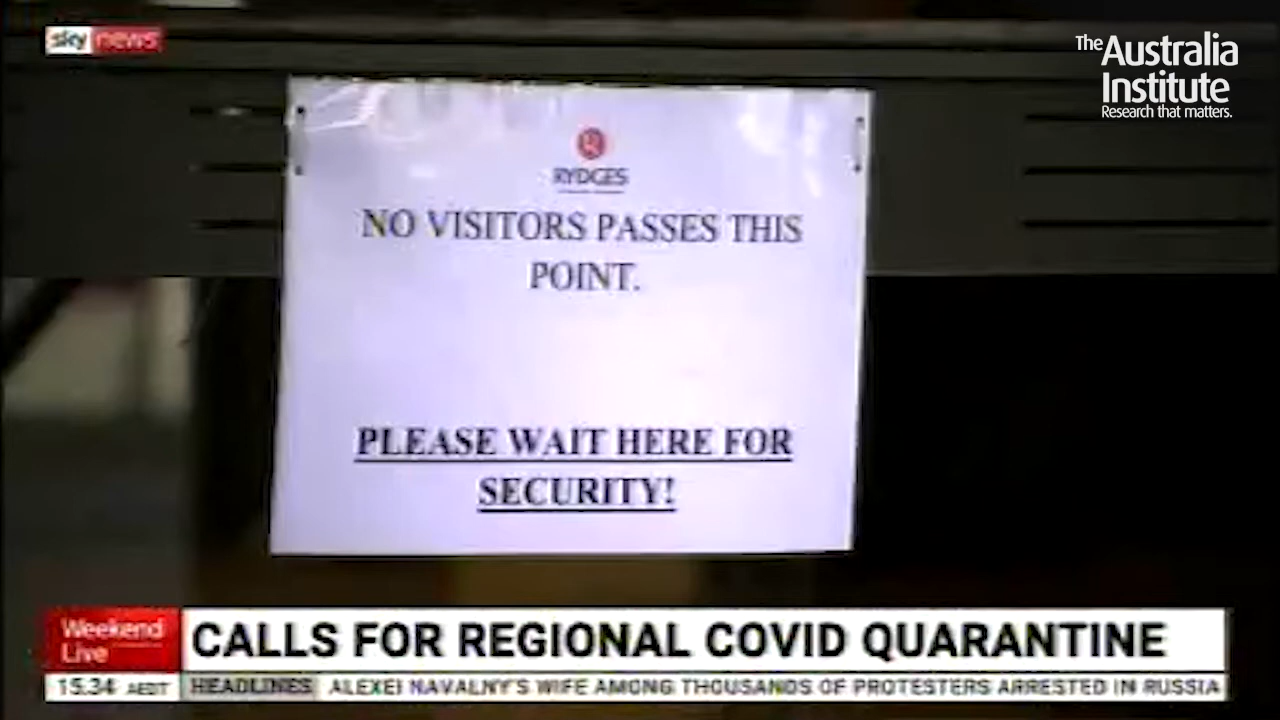 sky news
The Australia
Institute
Research that matters.
RYDGES
NO VISITORS PASSES THIS
POINT.
PLEASE WAIT HERE FOR
SECURITY!
Weekend
Live
CALLS FOR REGIONAL COVID QUARANTINE
15.34 AEDT HEADLINES ALEXEI NAVALNY'S WIFE AMONG THOUSANDS OF PROTESTERS ARRESTED IN RUSSIA